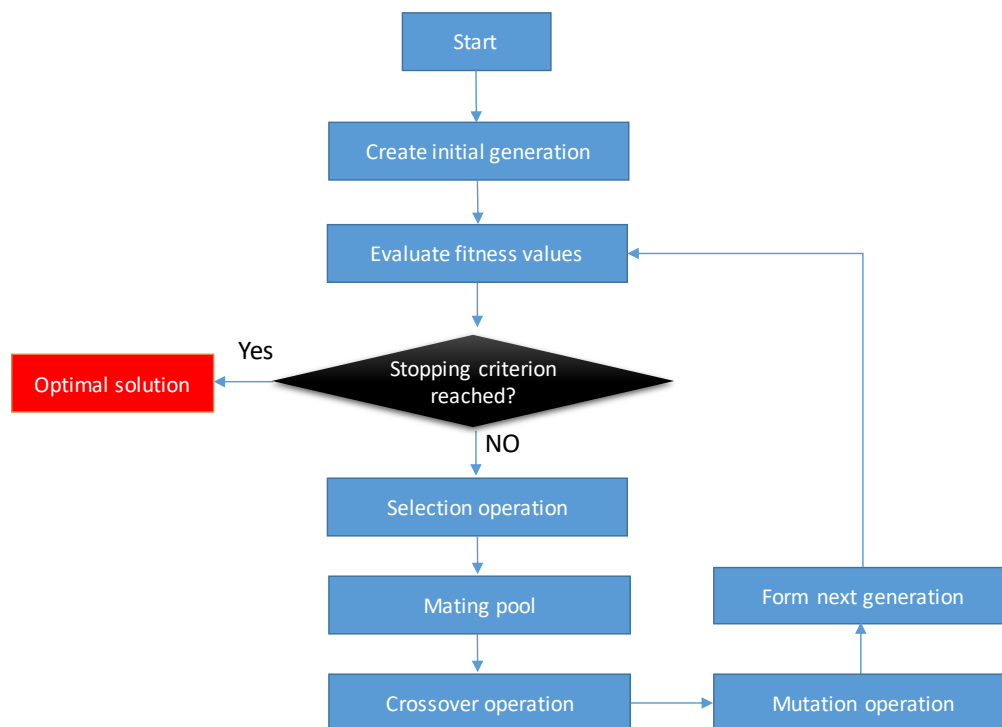 Start
Create initial generation
Evaluate fitness values
Yes
Optimal solution
Stopping criterion
reached?
NO
Selection operation
Mating pool
Form next generation
Crossover operation
Mutation operation